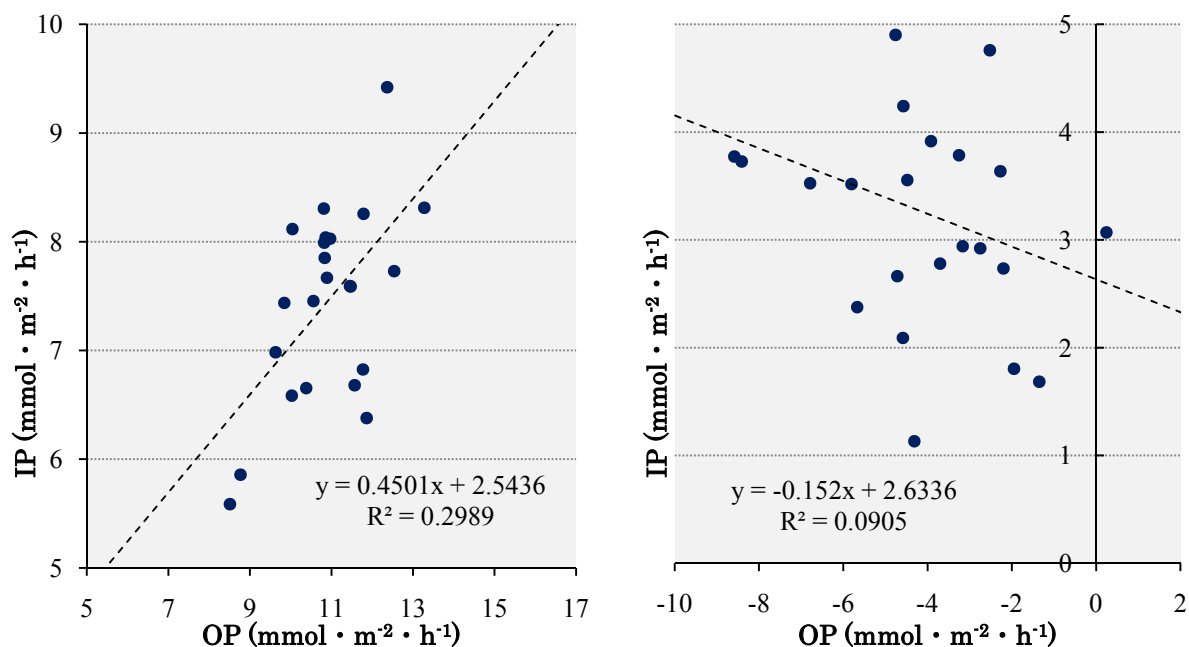 10
9
8
7
6
5
IP (mmol・m⁻²・h⁻¹)
y = 0.4501x + 2.5436
R² = 0.2989
5 7 9 11 13 15 17
OP (mmol・m⁻²・h⁻¹)
5
4
3
2
1
0
IP (mmol・m⁻²・h⁻¹)
y = -0.152x + 2.6336
R² = 0.0905
-10 -8 -6 -4 -2 0 2
OP (mmol・m⁻²・h⁻¹)